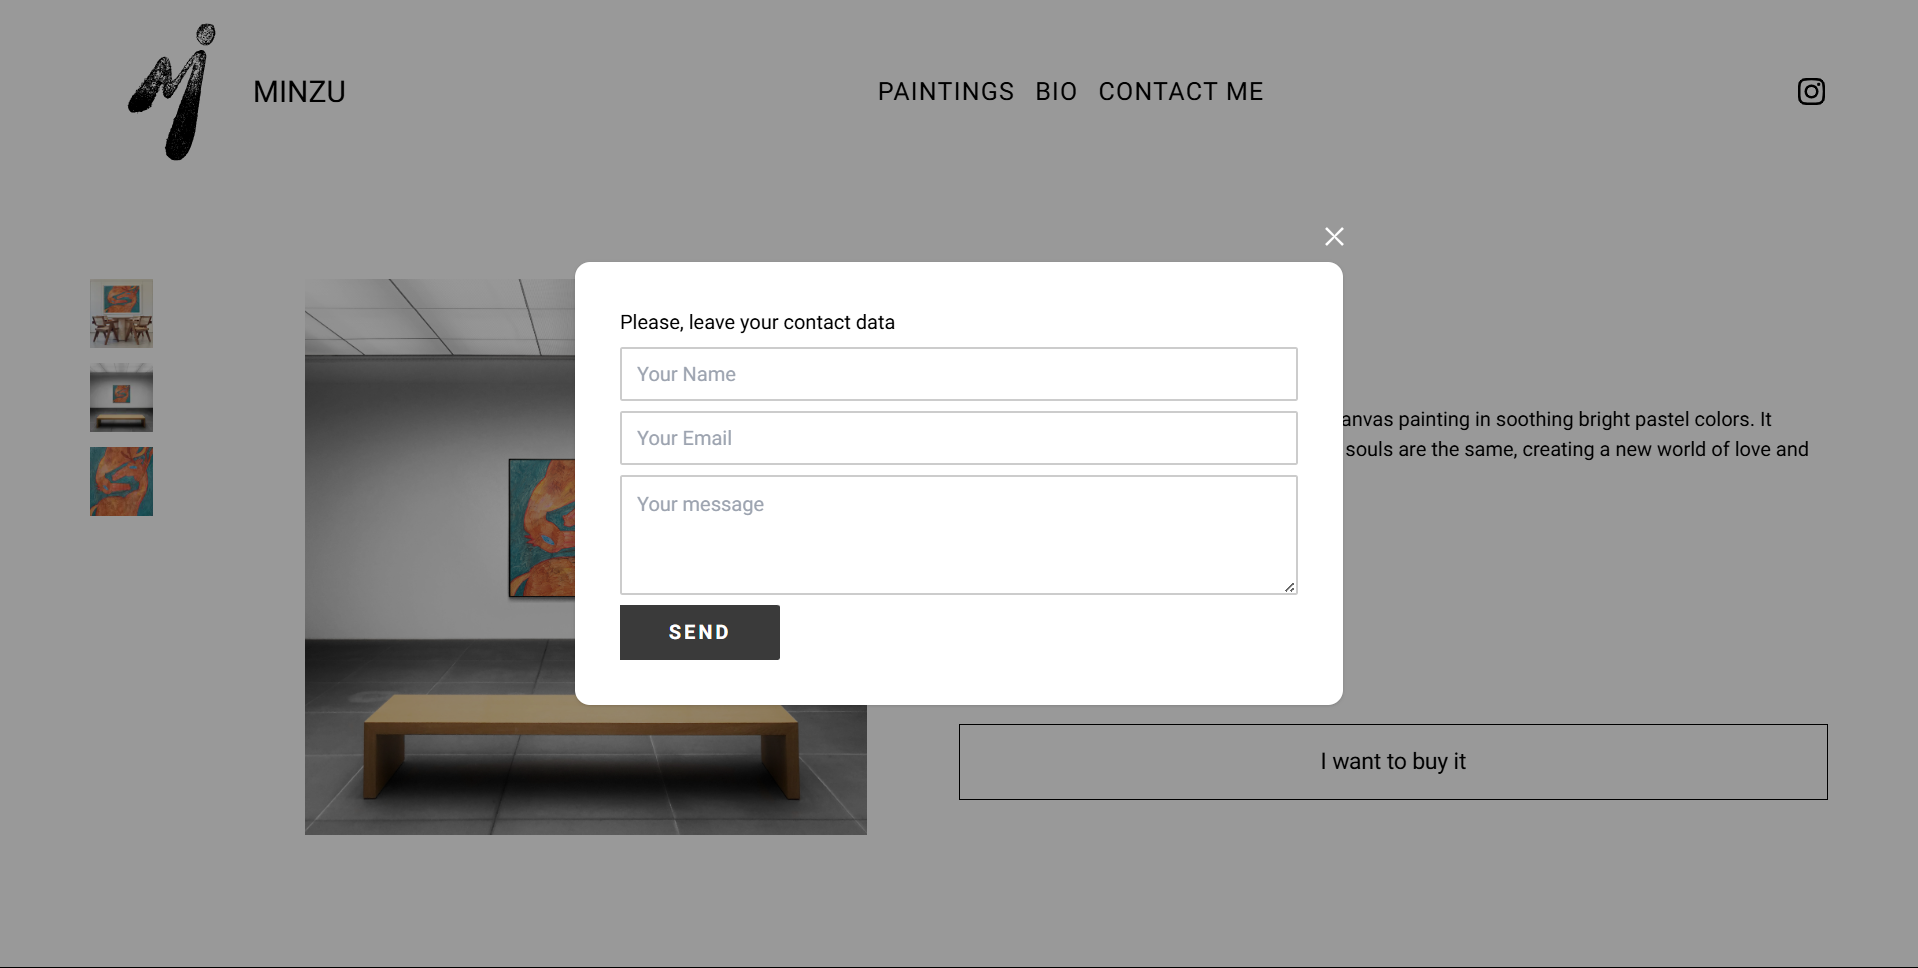 MINZU
PAINTINGS BIO CONTACT ME
Please, leave your contact data
Your Name
Your Email
Your message
SEND
canvas painting in soothing bright pastel colors. It
souls are the same, creating a new world of love and
I want to buy it